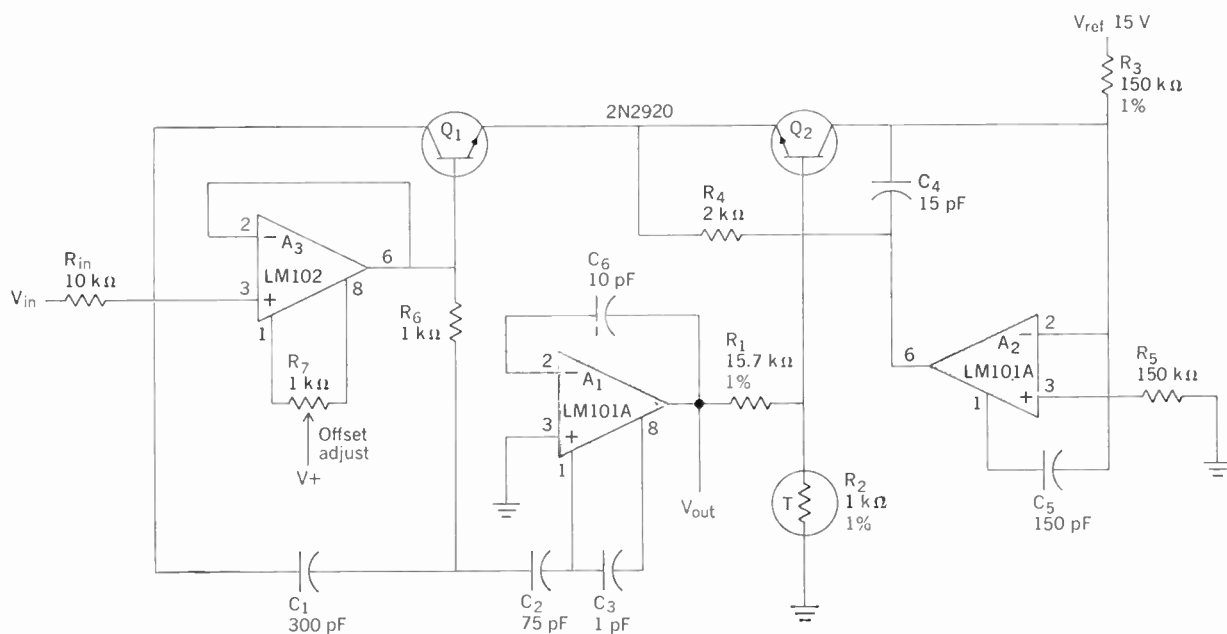 V_ref 15 V
R_3
150 kΩ
1%
2N2920
Q_1
Q_2
C_4
15 pF
R_4
2 kΩ
2
A_3
LM102
6
3
+
8
1
R_in
10 kΩ
V_in
R_6
1 kΩ
C_6
10 pF
R_7
1 kΩ
Offset
adjust
V+
2
A_1
LM101A
3
+
8
1
R_1
15.7 kΩ
1%
6
2
A_2
LM101A
3
+
1
R_5
150 kΩ
V_out
T
R_2
1 kΩ
1%
C_5
150 pF
C_1
300 pF
C_2
75 pF
C_3
1 pF